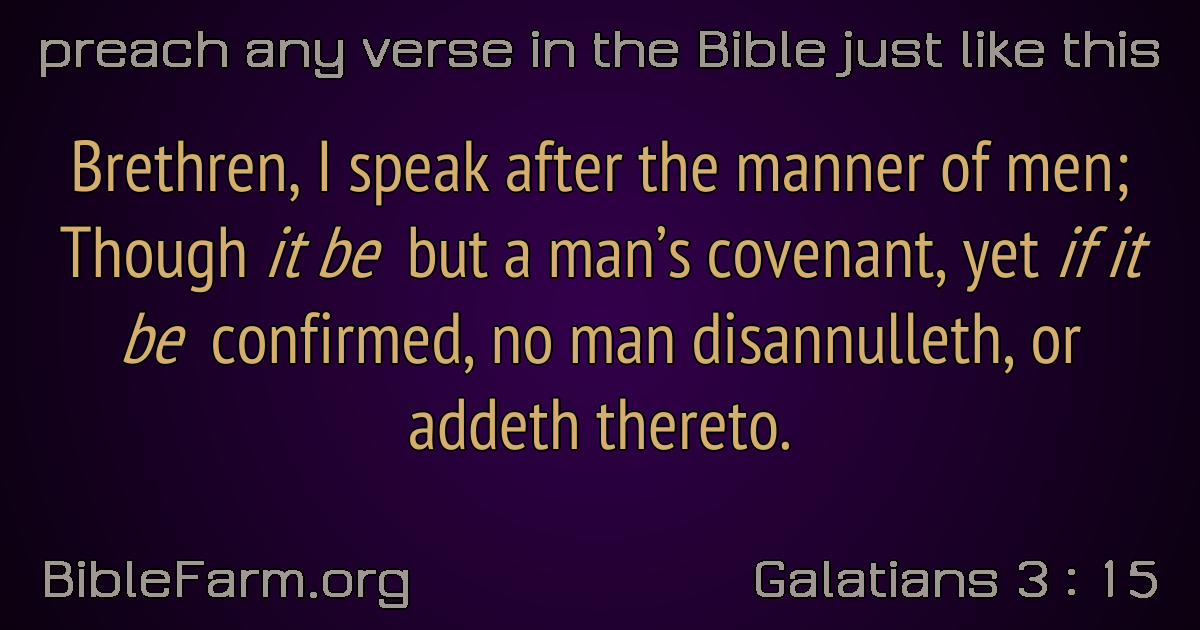 preach any verse in the Bible just like this
Brethren, I speak after the manner of men;
Though it be but a man’s covenant, yet if it
be confirmed, no man disannulleth, or
addeth thereto.
BibleFarm.org
Galatians 3 : 15